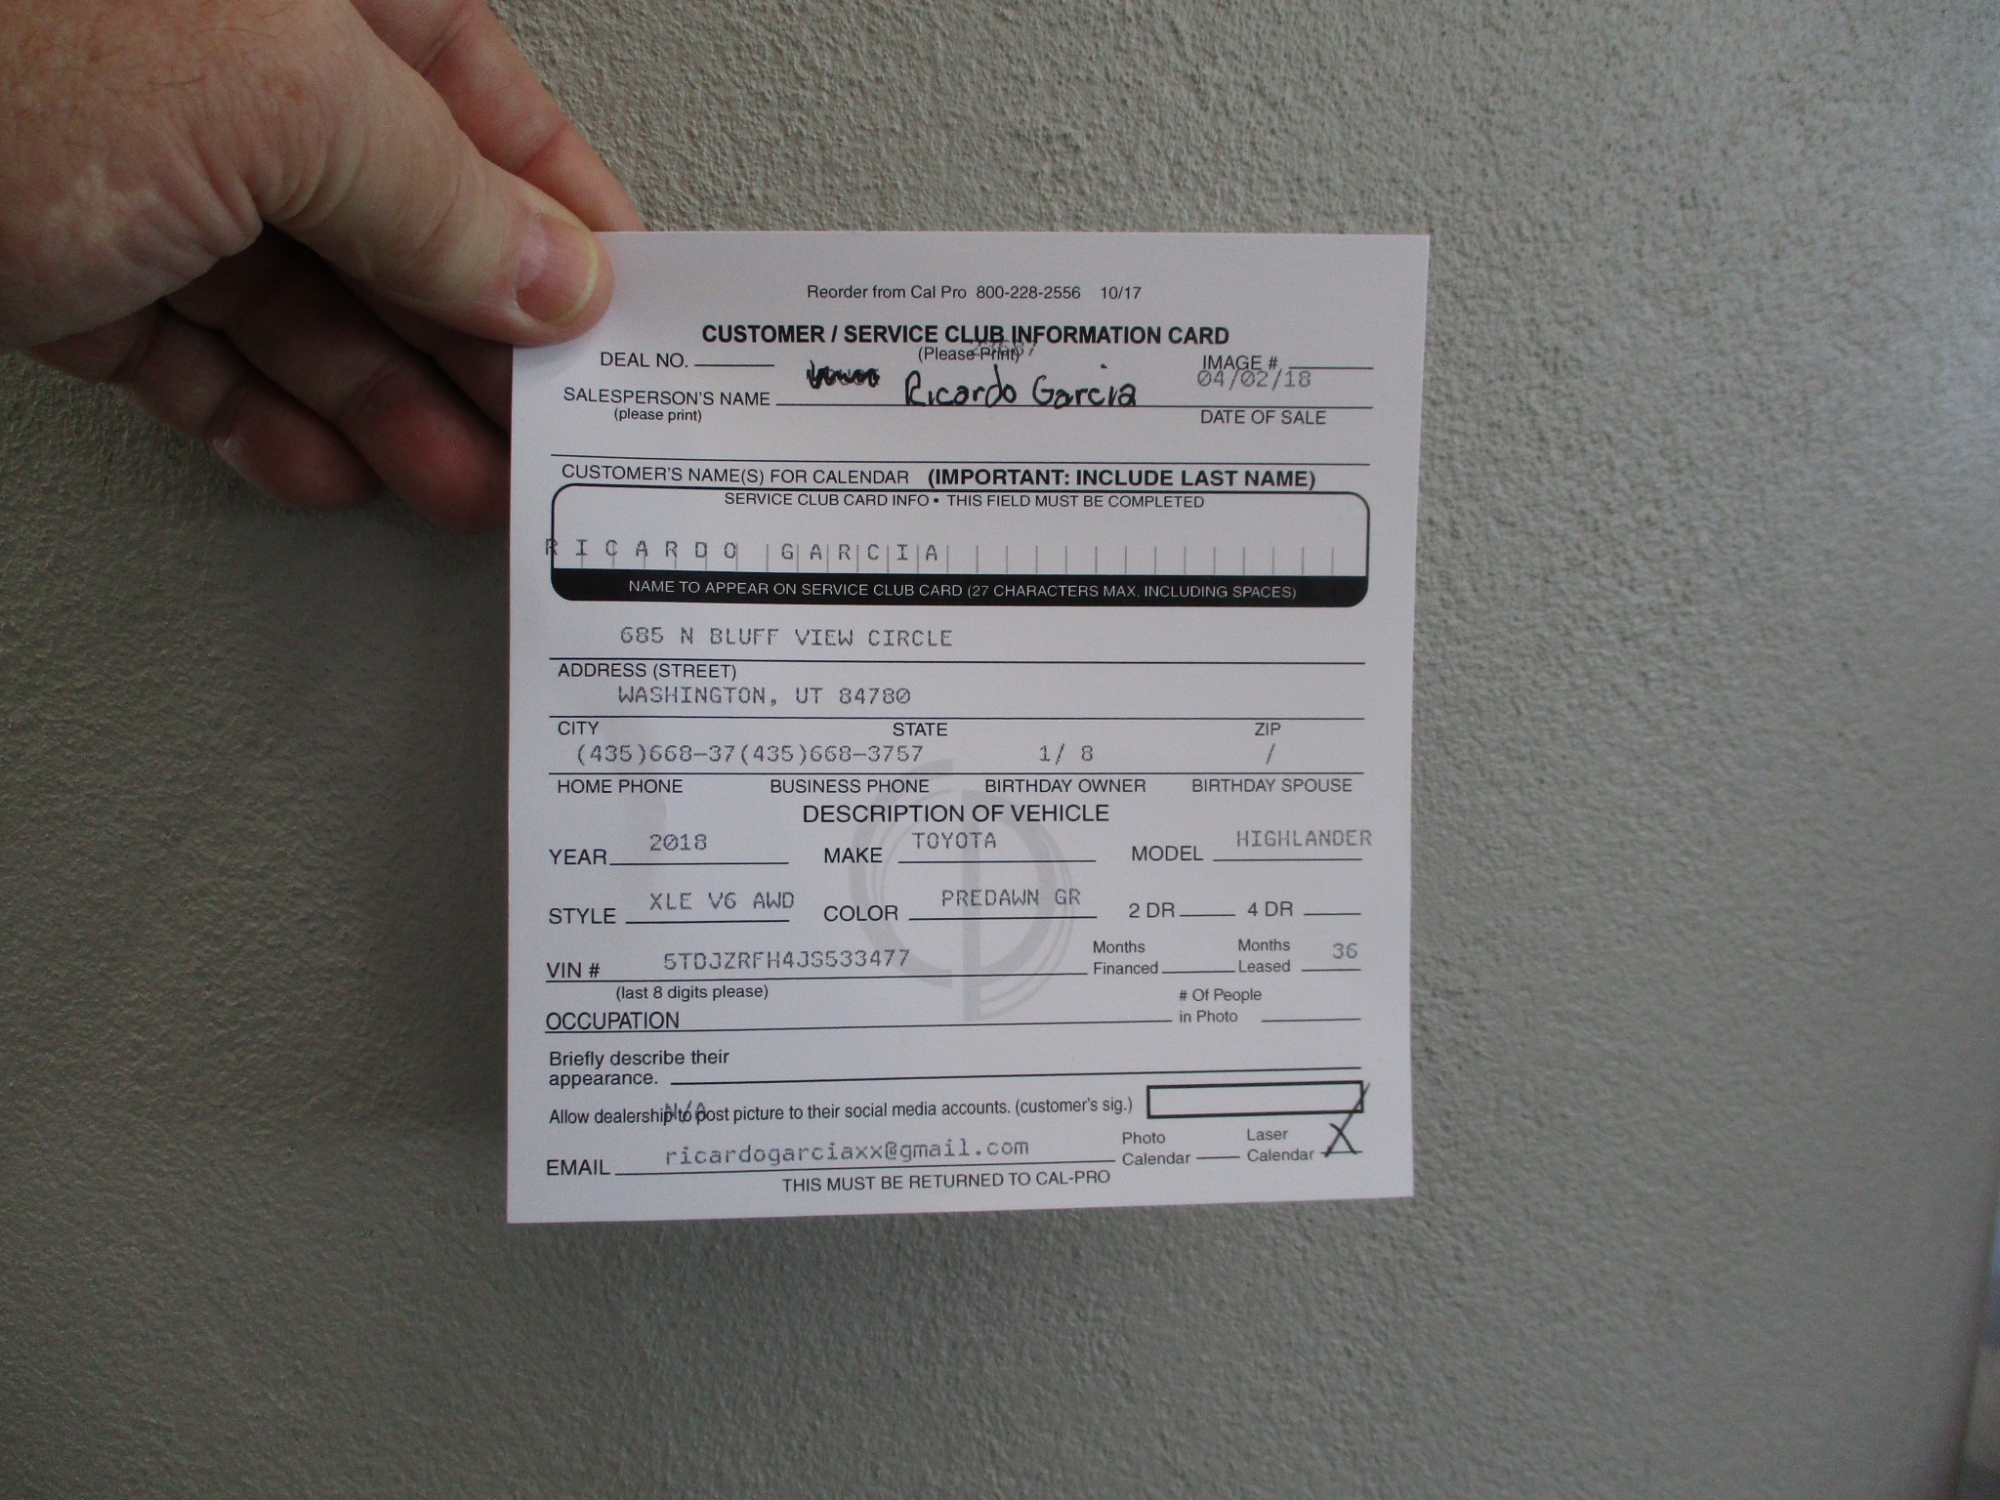 Reorder from Cal Pro 800-228-2556 10/17
CUSTOMER / SERVICE CLUB INFORMATION CARD
(Please Print)
DEAL NO. IMAGE #
04/02/18
SALESPERSON'S NAME Ricardo Garcia
(please print) DATE OF SALE
CUSTOMER'S NAME(S) FOR CALENDAR (IMPORTANT: INCLUDE LAST NAME)
SERVICE CLUB CARD INFO • THIS FIELD MUST BE COMPLETED
RICARDO GARCIA
NAME TO APPEAR ON SERVICE CLUB CARD (27 CHARACTERS MAX. INCLUDING SPACES)
685 N BLUFF VIEW CIRCLE
ADDRESS (STREET)
WASHINGTON, UT 84780
CITY STATE ZIP
(435)668-37(435)668-3757 1/ 8 /
HOME PHONE BUSINESS PHONE BIRTHDAY OWNER BIRTHDAY SPOUSE
DESCRIPTION OF VEHICLE
YEAR 2018 MAKE TOYOTA MODEL HIGHLANDER
STYLE XLE V6 AWD COLOR PREDAWN GR 2 DR 4 DR
VIN # 5TDJZRFH4JS533477 Months Financed Months Leased 36
(last 8 digits please)
OCCUPATION # Of People in Photo
Briefly describe their
appearance.
N/A
Allow dealership to post picture to their social media accounts. (customer's sig.)
EMAIL ricardogarciaxx@gmail.com Photo Calendar Laser Calendar X
THIS MUST BE RETURNED TO CAL-PRO